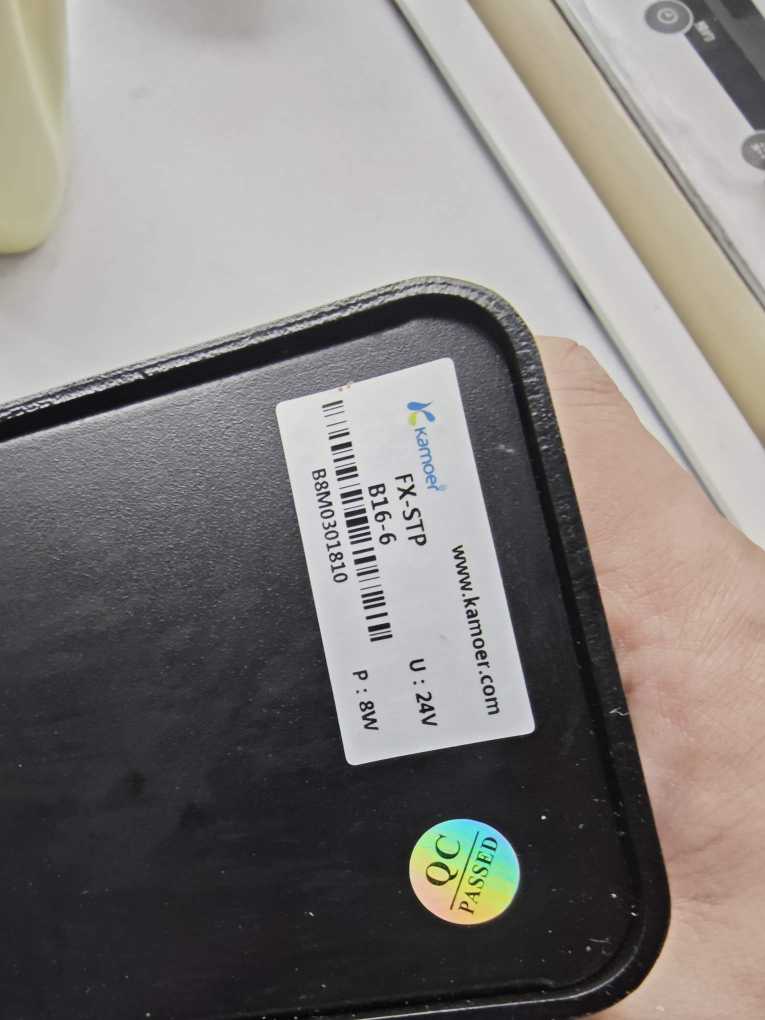 kamoer
www.kamoer.com
FX-STP
U : 24V
B16-6
P : 8W
B8M0301810
QC
PASSED